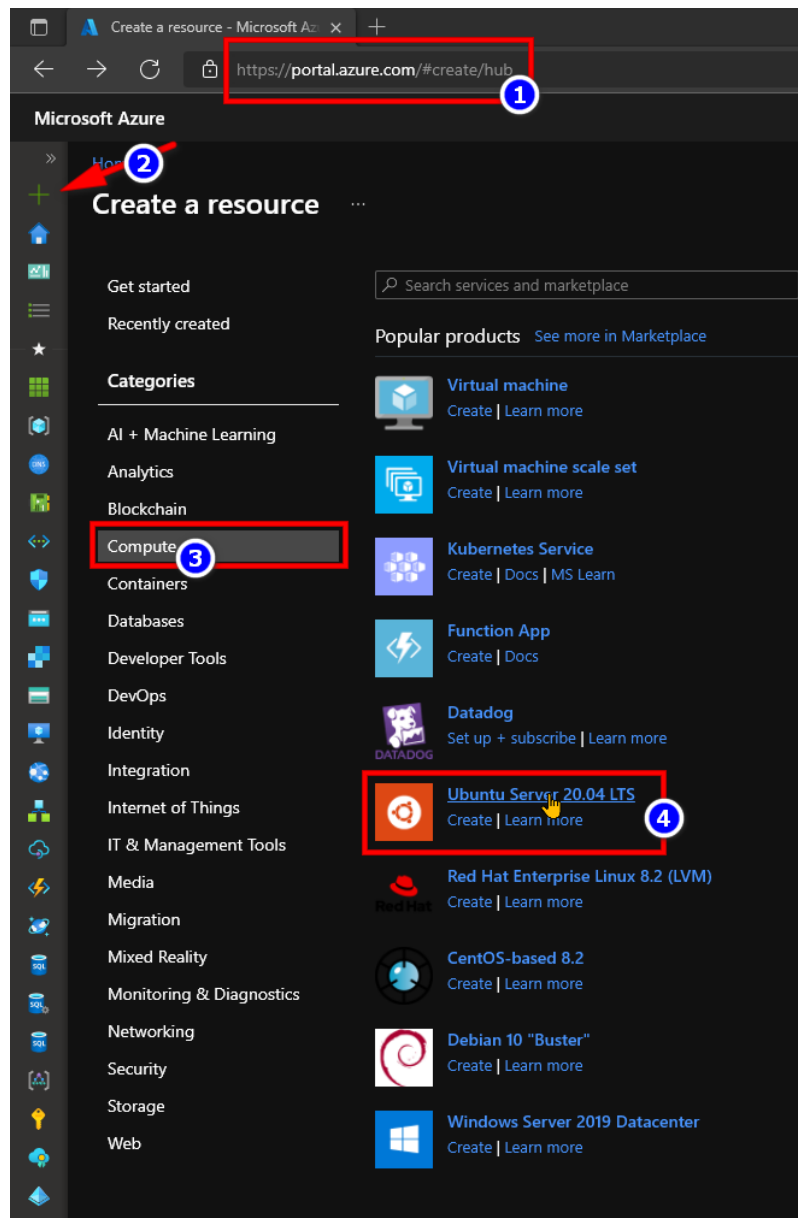 Create a resource - Microsoft Az
https://portal.azure.com/#create/hub
1
Microsoft Azure
2
Create a resource ...
Get started
Recently created
Categories
AI + Machine Learning
Analytics
Blockchain
Compute
3
Containers
Databases
Developer Tools
DevOps
Identity
Integration
Internet of Things
IT & Management Tools
Media
Migration
Mixed Reality
Monitoring & Diagnostics
Networking
Security
Storage
Web
Search services and marketplace
Popular products See more in Marketplace
Virtual machine
Create | Learn more
Virtual machine scale set
Create | Learn more
Kubernetes Service
Create | Docs | MS Learn
Function App
Create | Docs
DATADOG
Datadog
Set up + subscribe | Learn more
Ubuntu Server 20.04 LTS
Create | Learn more
4
Red Hat
Red Hat Enterprise Linux 8.2 (LVM)
Create | Learn more
CentOS-based 8.2
Create | Learn more
Debian 10 "Buster"
Create | Learn more
Windows Server 2019 Datacenter
Create | Learn more
DNS
SQL
SQL
SQL